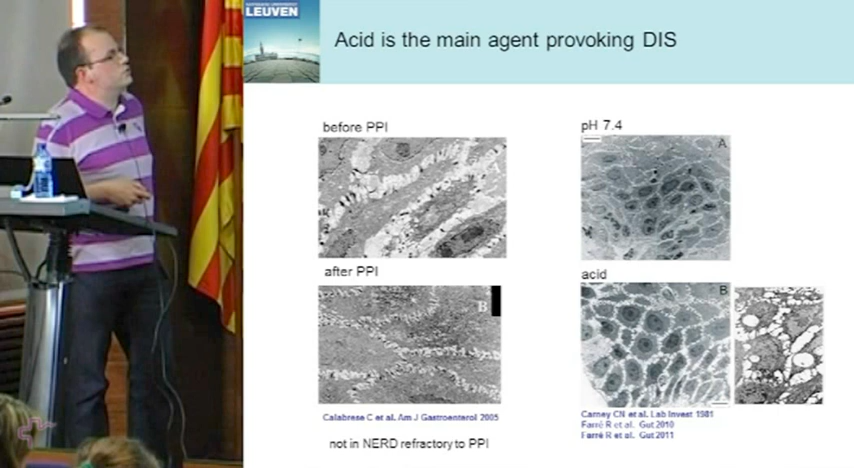 LEUVEN
Acid is the main agent provoking DIS
before PPI
A
after PPI
B
Calabrese C et al. Am J Gastroenterol 2005
not in NERD refractory to PPI
pH 7.4
A
acid
B
Carney CN et al. Lab Invest 1981
Farré R et al. Gut 2010
Farré R et al. Gut 2011